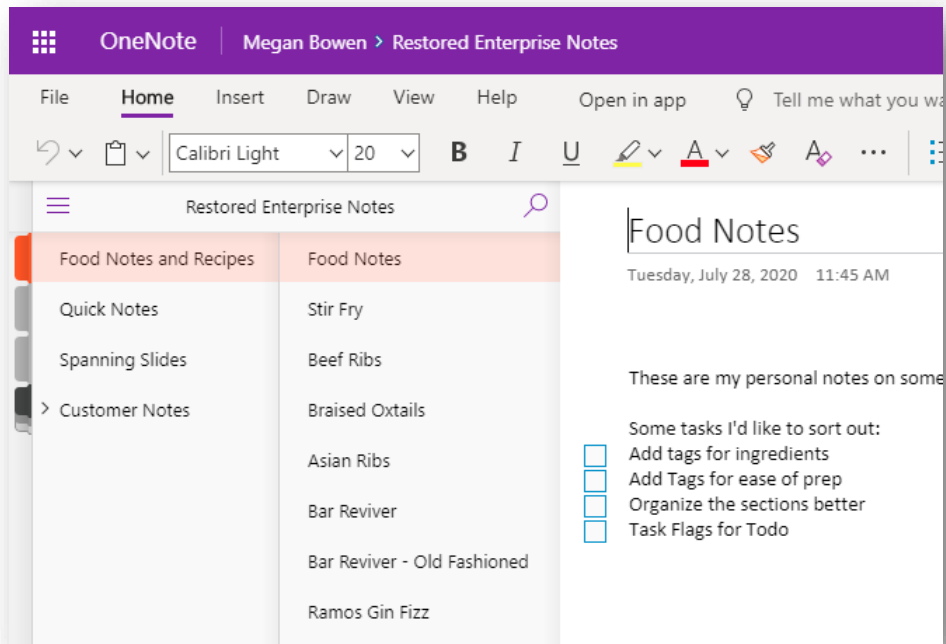 OneNote
Megan Bowen > Restored Enterprise Notes
File Home Insert Draw View Help Open in app Tell me what you
Calibri Light 20 B I U A A ...
Restored Enterprise Notes
Food Notes and Recipes
Quick Notes
Spanning Slides
> Customer Notes
Food Notes
Stir Fry
Beef Ribs
Braised Oxtails
Asian Ribs
Bar Reviver
Bar Reviver - Old Fashioned
Ramos Gin Fizz
Food Notes
Tuesday, July 28, 2020 11:45 AM
These are my personal notes on some
Some tasks I'd like to sort out:
Add tags for ingredients
Add Tags for ease of prep
Organize the sections better
Task Flags for Todo